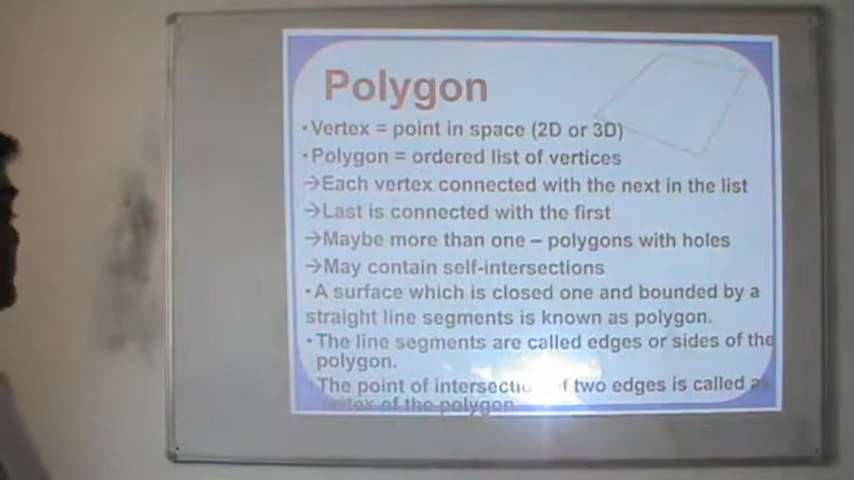 Polygon
• Vertex = point in space (2D or 3D)
• Polygon = ordered list of vertices
→Each vertex connected with the next in the list
→Last is connected with the first
→Maybe more than one – polygons with holes
→May contain self-intersections
• A surface which is closed one and bounded by a
straight line segments is known as polygon.
• The line segments are called edges or sides of the
polygon.
• The point of intersection of two edges is called a
vertex of the polygon.